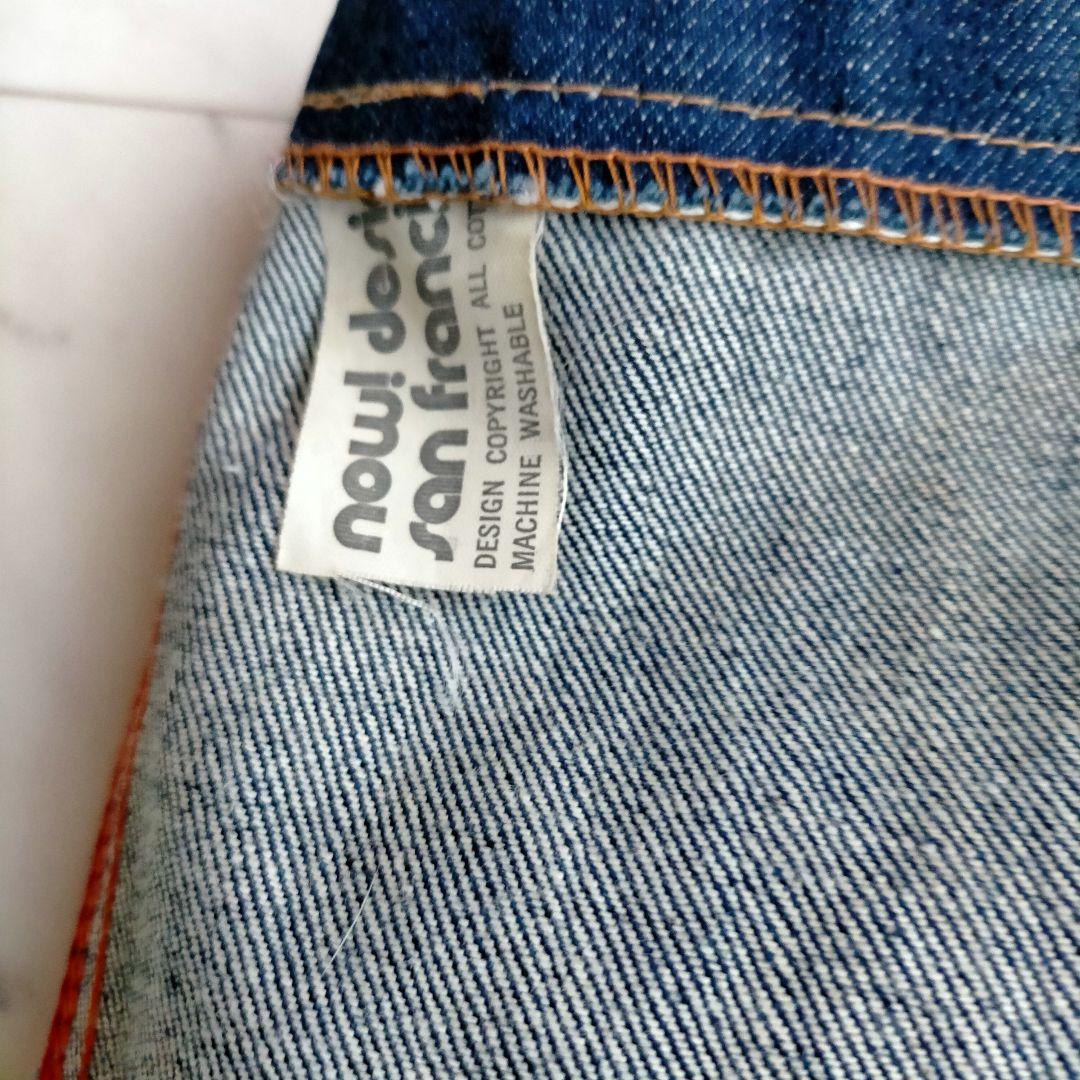 now! desi
san franci
DESIGN COPYRIGHT ALL CO
MACHINE WASHABLE